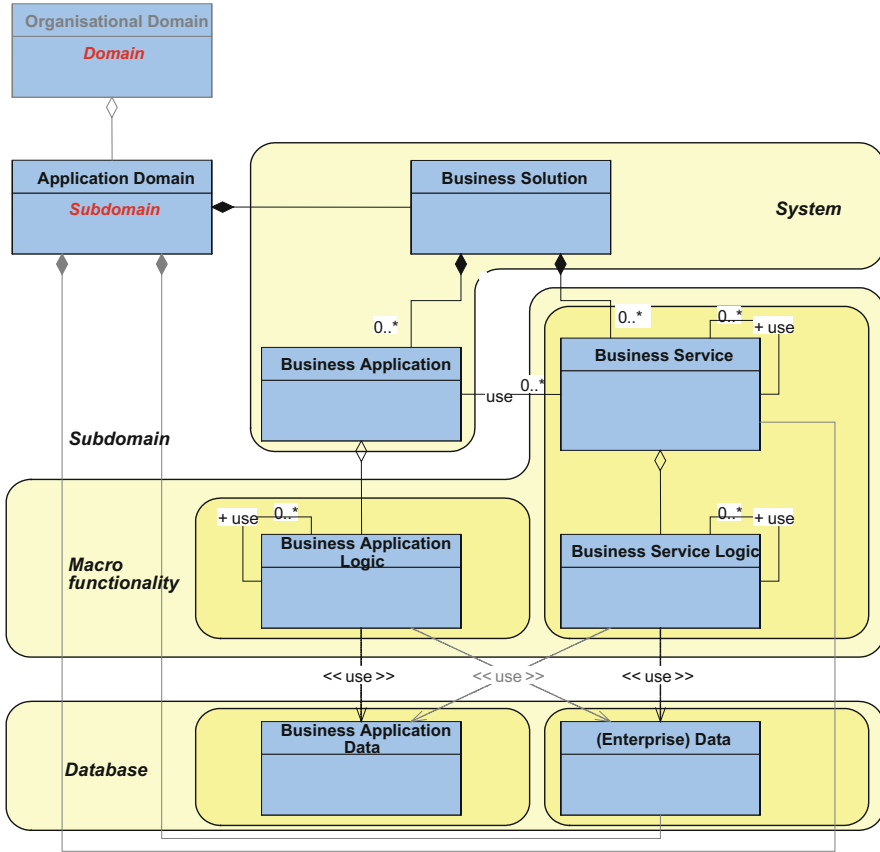 Organisational Domain
Domain
Application Domain
Subdomain
Business Solution
System
0..*
0..*
0..*
+ use
Business Application
Business Service
use
0..*
Subdomain
+ use
0..*
0..*
+ use
Business Application
Logic
Business Service Logic
Macro
functionality
<< use >>
<< use >>
<< use >>
Business Application
Data
(Enterprise) Data
Database